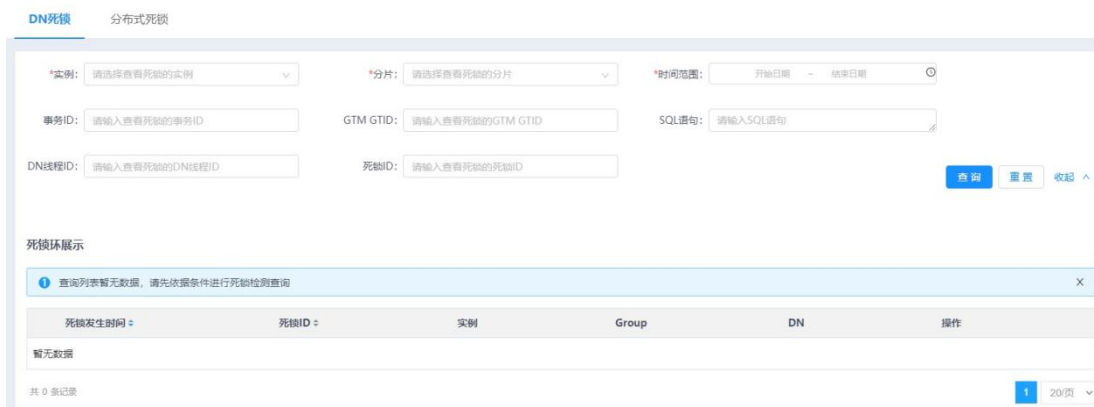 DN死锁 分布式死锁
*实例： 请选择查看死锁的实例 *分片： 请选择查看死锁的分片 *时间范围： 开始日期 ~ 结束日期
事务ID： 请输入查看死锁的事务ID GTM GTID： 请输入查看死锁的GTM GTID SQL语句： 请输入SQL语句
DN线程ID： 请输入查看死锁的DN线程ID 死锁ID： 请输入查看死锁的死锁ID
查询 重置 收起
死锁环展示
查询列表暂无数据，请先依据条件进行死锁检测查询
死锁发生时间 死锁ID 实例 Group DN 操作
暂无数据
共 0 条记录 1 20/页